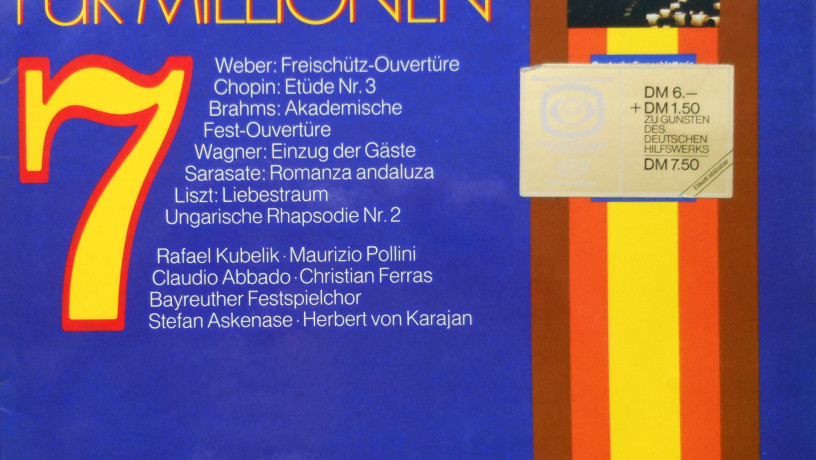 FÜR MILLIONEN
7
Weber: Freischütz-Ouvertüre
Chopin: Etüde Nr. 3
Brahms: Akademische
Fest-Ouvertüre
Wagner: Einzug der Gäste
Sarasate: Romanza andaluza
Liszt: Liebestraum
Ungarische Rhapsodie Nr. 2
Rafael Kubelik · Maurizio Pollini
Claudio Abbado · Christian Ferras
Bayreuther Festspielchor
Stefan Askenase · Herbert von Karajan
DM 6.—
+ DM 1.50
ZU GUNSTEN
DES
DEUTSCHEN
HILFSWERKS
DM 7.50